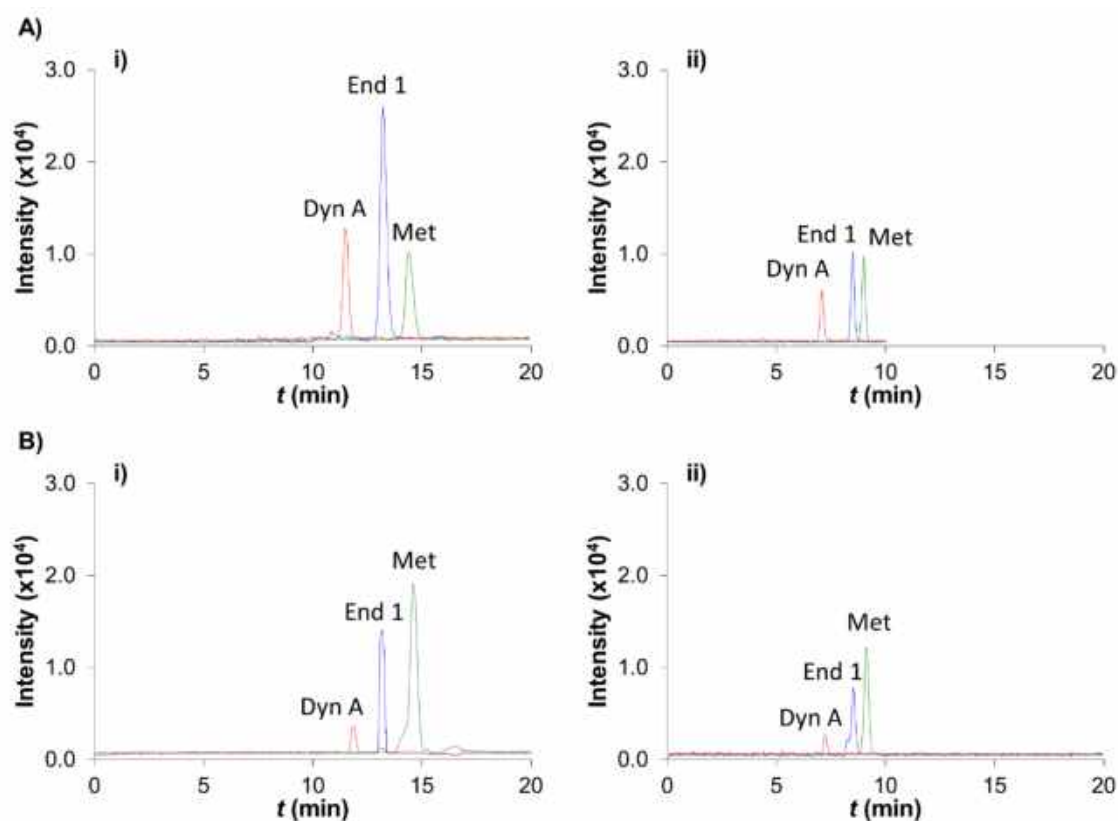 A)
i)
3.0
2.0
1.0
0.0
Intensity (x10⁴)
End 1
Dyn A
Met
0 5 10 15 20
t (min)
ii)
3.0
2.0
1.0
0.0
Intensity (x10⁴)
End 1 Met
Dyn A
0 5 10 15 20
t (min)
B)
i)
3.0
2.0
1.0
0.0
Intensity (x10⁴)
Met
End 1
Dyn A
0 5 10 15 20
t (min)
ii)
3.0
2.0
1.0
0.0
Intensity (x10⁴)
Met
End 1
Dyn A
0 5 10 15 20
t (min)